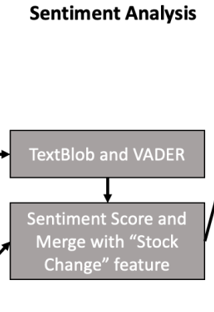 Sentiment Analysis
TextBlob and VADER
Sentiment Score and
Merge with “Stock
Change” feature